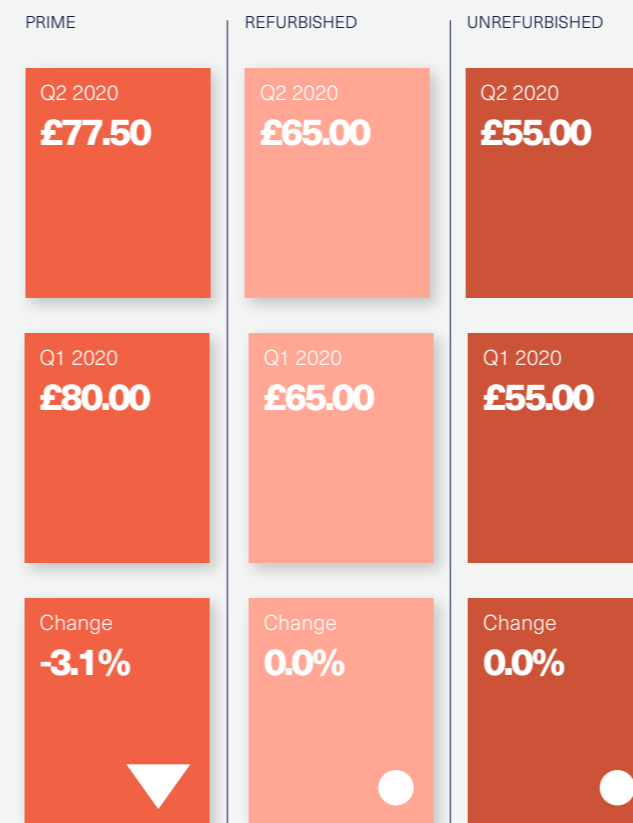 PRIME
REFURBISHED
UNREFURBISHED
Q2 2020
£77.50
Q2 2020
£65.00
Q2 2020
£55.00
Q1 2020
£80.00
Q1 2020
£65.00
Q1 2020
£55.00
Change
-3.1%
Change
0.0%
Change
0.0%